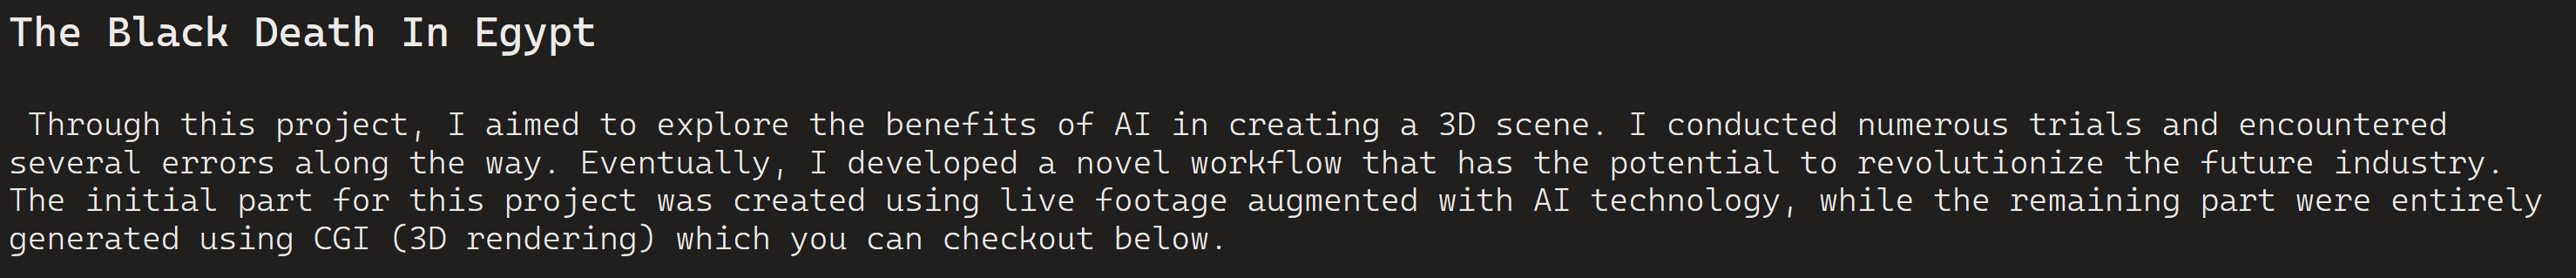 The Black Death In Egypt
Through this project, I aimed to explore the benefits of AI in creating a 3D scene. I conducted numerous trials and encountered
several errors along the way. Eventually, I developed a novel workflow that has the potential to revolutionize the future industry.
The initial part for this project was created using live footage augmented with AI technology, while the remaining part were entirely
generated using CGI (3D rendering) which you can checkout below.